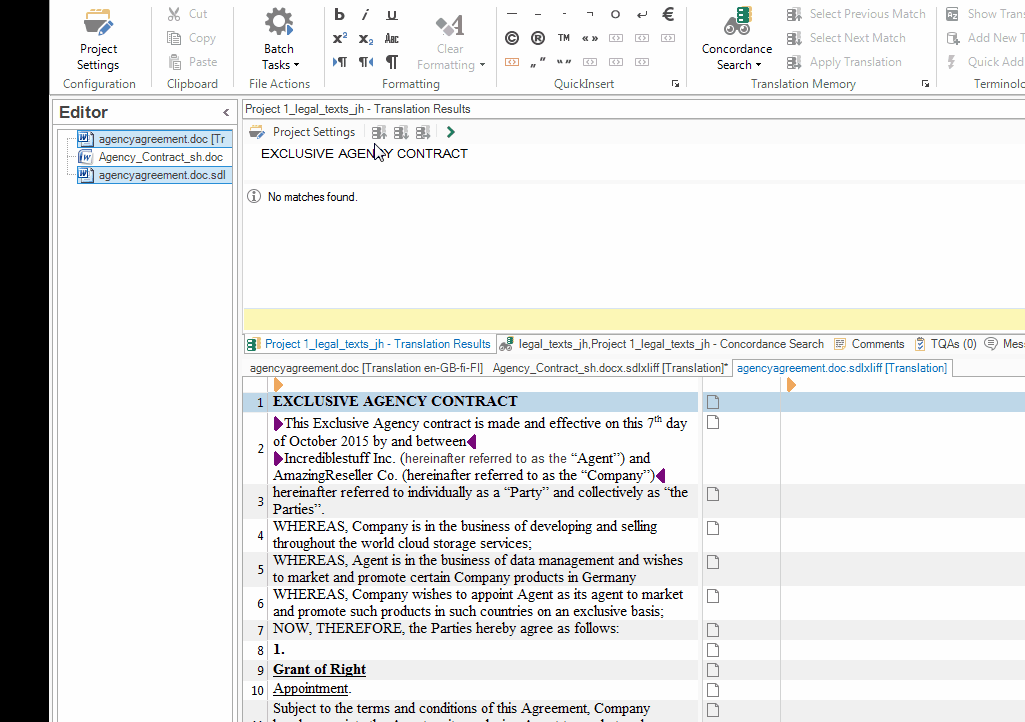 Project Settings
Configuration
Cut
Copy
Paste
Clipboard
Batch Tasks
File Actions
b i u
x² x₂ ABC
Clear Formatting
Formatting
— – - ¬ o ↵ €
© ® TM « »
„ “ “ “
QuickInsert
Concordance Search
Select Previous Match
Select Next Match
Apply Translation
Translation Memory
Show Tran
Add New T
Quick Add
Terminolo
Editor
agencyagreement.doc [Tr
Agency_Contract_sh.doc
agencyagreement.doc.sdl
Project 1_legal_texts_jh - Translation Results
Project Settings
EXCLUSIVE AGENCY CONTRACT
No matches found.
Project 1_legal_texts_jh - Translation Results
legal_texts_jh,Project 1_legal_texts_jh - Concordance Search
Comments
TQAs (0)
Mes
agencyagreement.doc [Translation en-GB-fi-FI]
Agency_Contract_sh.docx.sdlxliff [Translation]*
agencyagreement.doc.sdlxliff [Translation]
1 EXCLUSIVE AGENCY CONTRACT
2 This Exclusive Agency contract is made and effective on this 7th day
of October 2015 by and between
Incrediblestuff Inc. (hereinafter referred to as the “Agent”) and
AmazingReseller Co. (hereinafter referred to as the “Company”)
3 hereinafter referred to individually as a “Party” and collectively as “the
Parties”.
4 WHEREAS, Company is in the business of developing and selling
throughout the world cloud storage services;
5 WHEREAS, Agent is in the business of data management and wishes
to market and promote certain Company products in Germany
6 WHEREAS, Company wishes to appoint Agent as its agent to market
and promote such products in such countries on an exclusive basis;
7 NOW, THEREFORE, the Parties hereby agree as follows:
8 1.
9 Grant of Right
10 Appointment.
Subject to the terms and conditions of this Agreement, Company